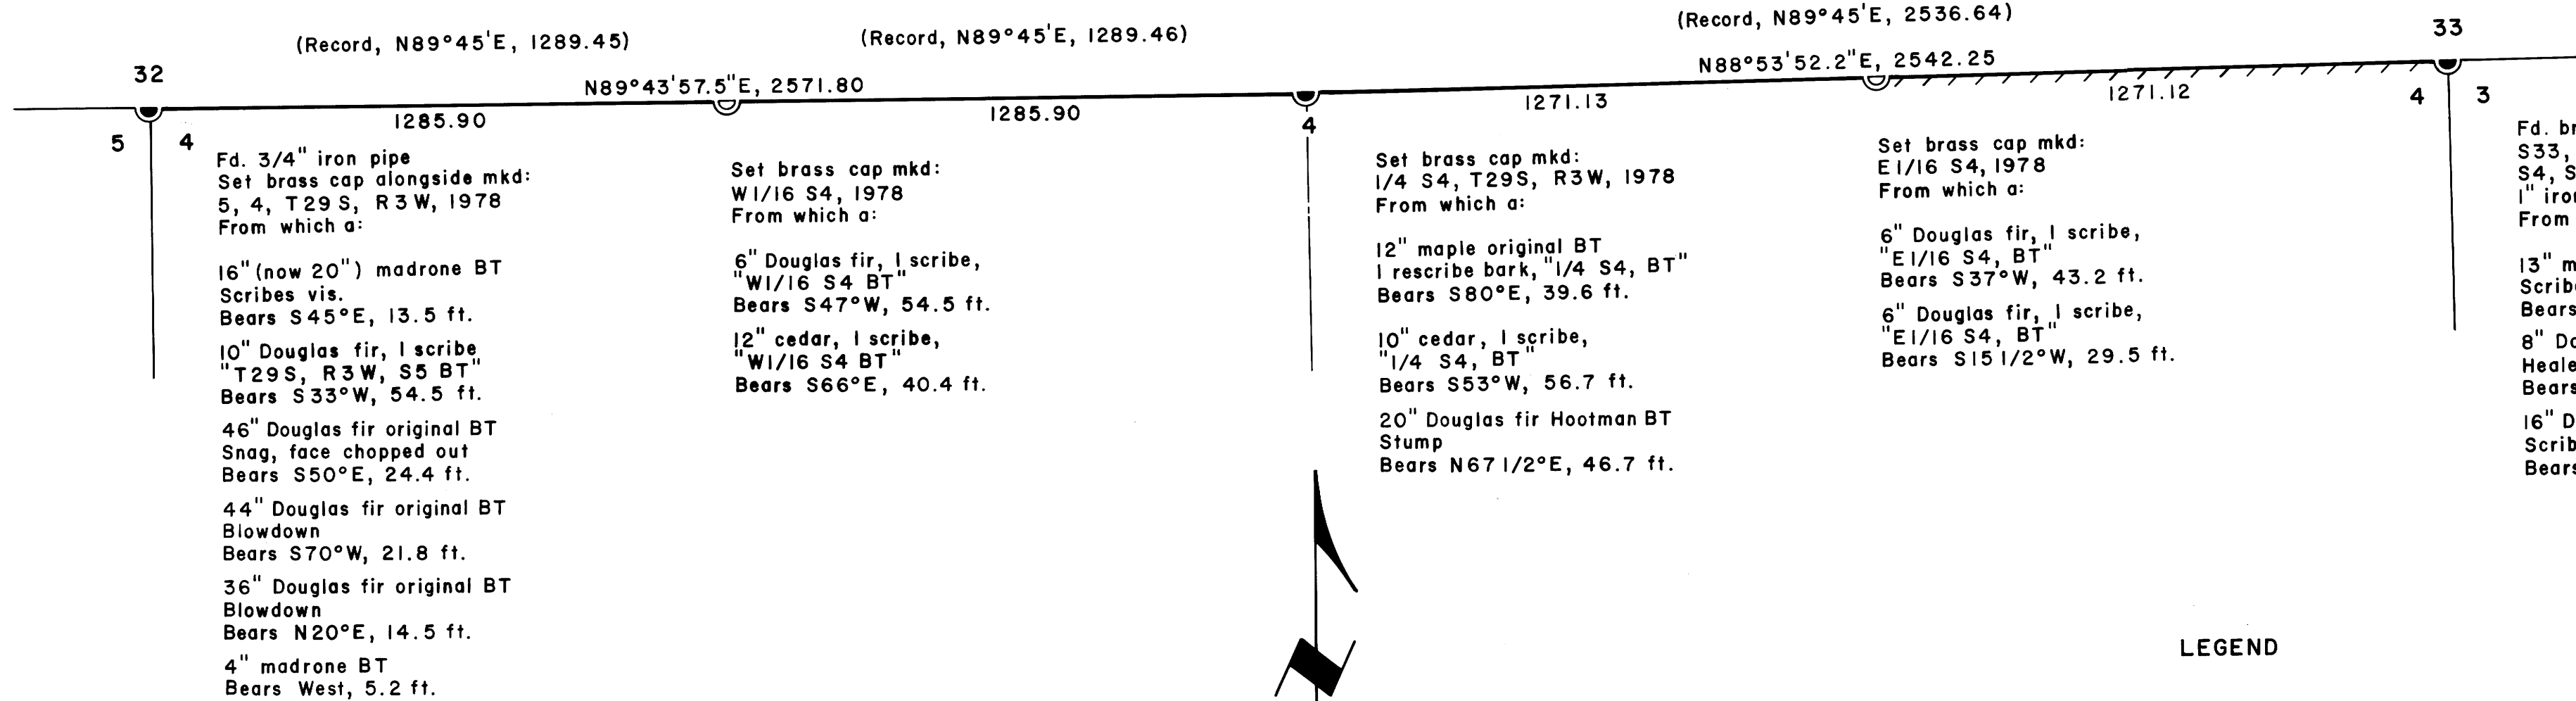 (Record, N89°45'E, 1289.45)
(Record, N89°45'E, 1289.46)
(Record, N89°45'E, 2536.64)
32
33
N89°43'57.5"E, 2571.80
N88°53'52.2"E, 2542.25
1285.90
1285.90
1271.13
1271.12
5
4
4
4
3
Fd. 3/4" iron pipe
Set brass cap alongside mkd:
5, 4, T29S, R3W, 1978
From which a:
16" (now 20") madrone BT
Scribes vis.
Bears S45°E, 13.5 ft.
10" Douglas fir, I scribe
"T29S, R3W, S5 BT"
Bears S33°W, 54.5 ft.
46" Douglas fir original BT
Snag, face chopped out
Bears S50°E, 24.4 ft.
44" Douglas fir original BT
Blowdown
Bears S70°W, 21.8 ft.
36" Douglas fir original BT
Blowdown
Bears N20°E, 14.5 ft.
4" madrone BT
Bears West, 5.2 ft.
Set brass cap mkd:
W1/16 S4, 1978
From which a:
6" Douglas fir, I scribe,
"W1/16 S4 BT"
Bears S47°W, 54.5 ft.
12" cedar, I scribe,
"W1/16 S4 BT"
Bears S66°E, 40.4 ft.
Set brass cap mkd:
1/4 S4, T29S, R3W, 1978
From which a:
12" maple original BT
I rescribe bark, "1/4 S4, BT"
Bears S80°E, 39.6 ft.
10" cedar, I scribe,
"1/4 S4, BT"
Bears S53°W, 56.7 ft.
20" Douglas fir Hootman BT
Stump
Bears N67 1/2°E, 46.7 ft.
Set brass cap mkd:
E1/16 S4, 1978
From which a:
6" Douglas fir, I scribe,
"E1/16 S4, BT"
Bears S37°W, 43.2 ft.
6" Douglas fir, I scribe,
"E1/16 S4, BT"
Bears S15 1/2°W, 29.5 ft.
Fd.
S33,
S4,
1"
From
13"
Bears
8"
Bears
16"
Bears
LEGEND